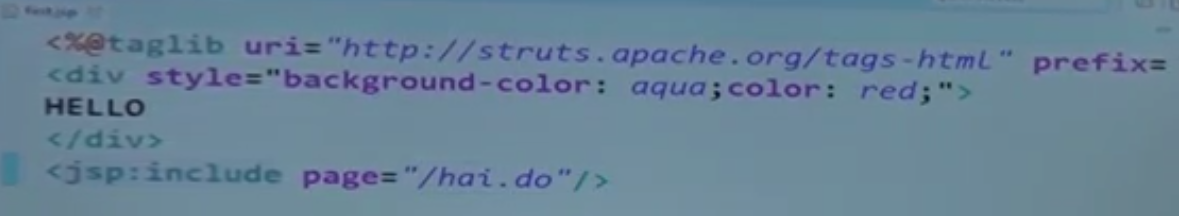 <%@taglib uri="http://struts.apache.org/tags-html" prefix=
<div style="background-color: aqua;color: red;">
HELLO
</div>
<jsp:include page="/hai.do"/>